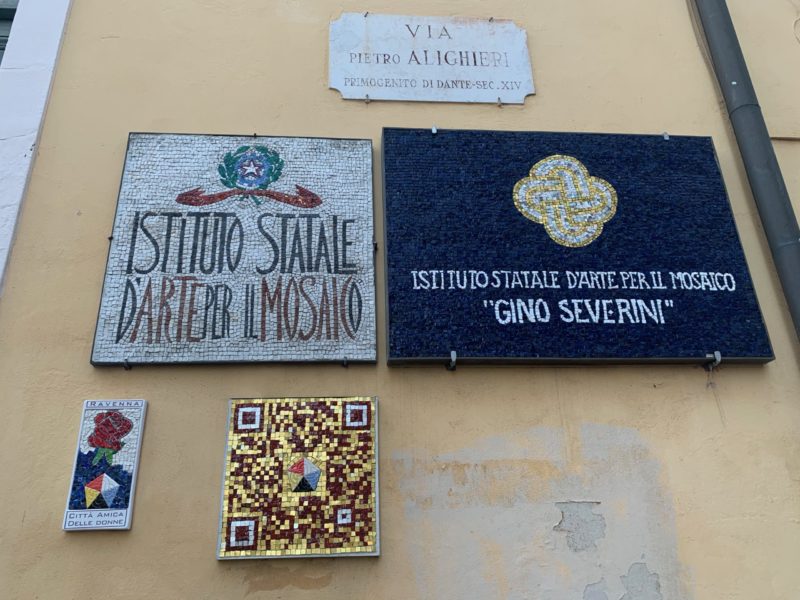 VIA
PIETRO ALIGHIERI
PRIMOGENITO DI DANTE-SEC. XIV
ISTITUTO STATALE
D'ARTE PER IL MOSAICO
ISTITUTO STATALE D'ARTE PER IL MOSAICO
"GINO SEVERINI"
RAVENNA
CITTÀ AMICA
DELLE DONNE